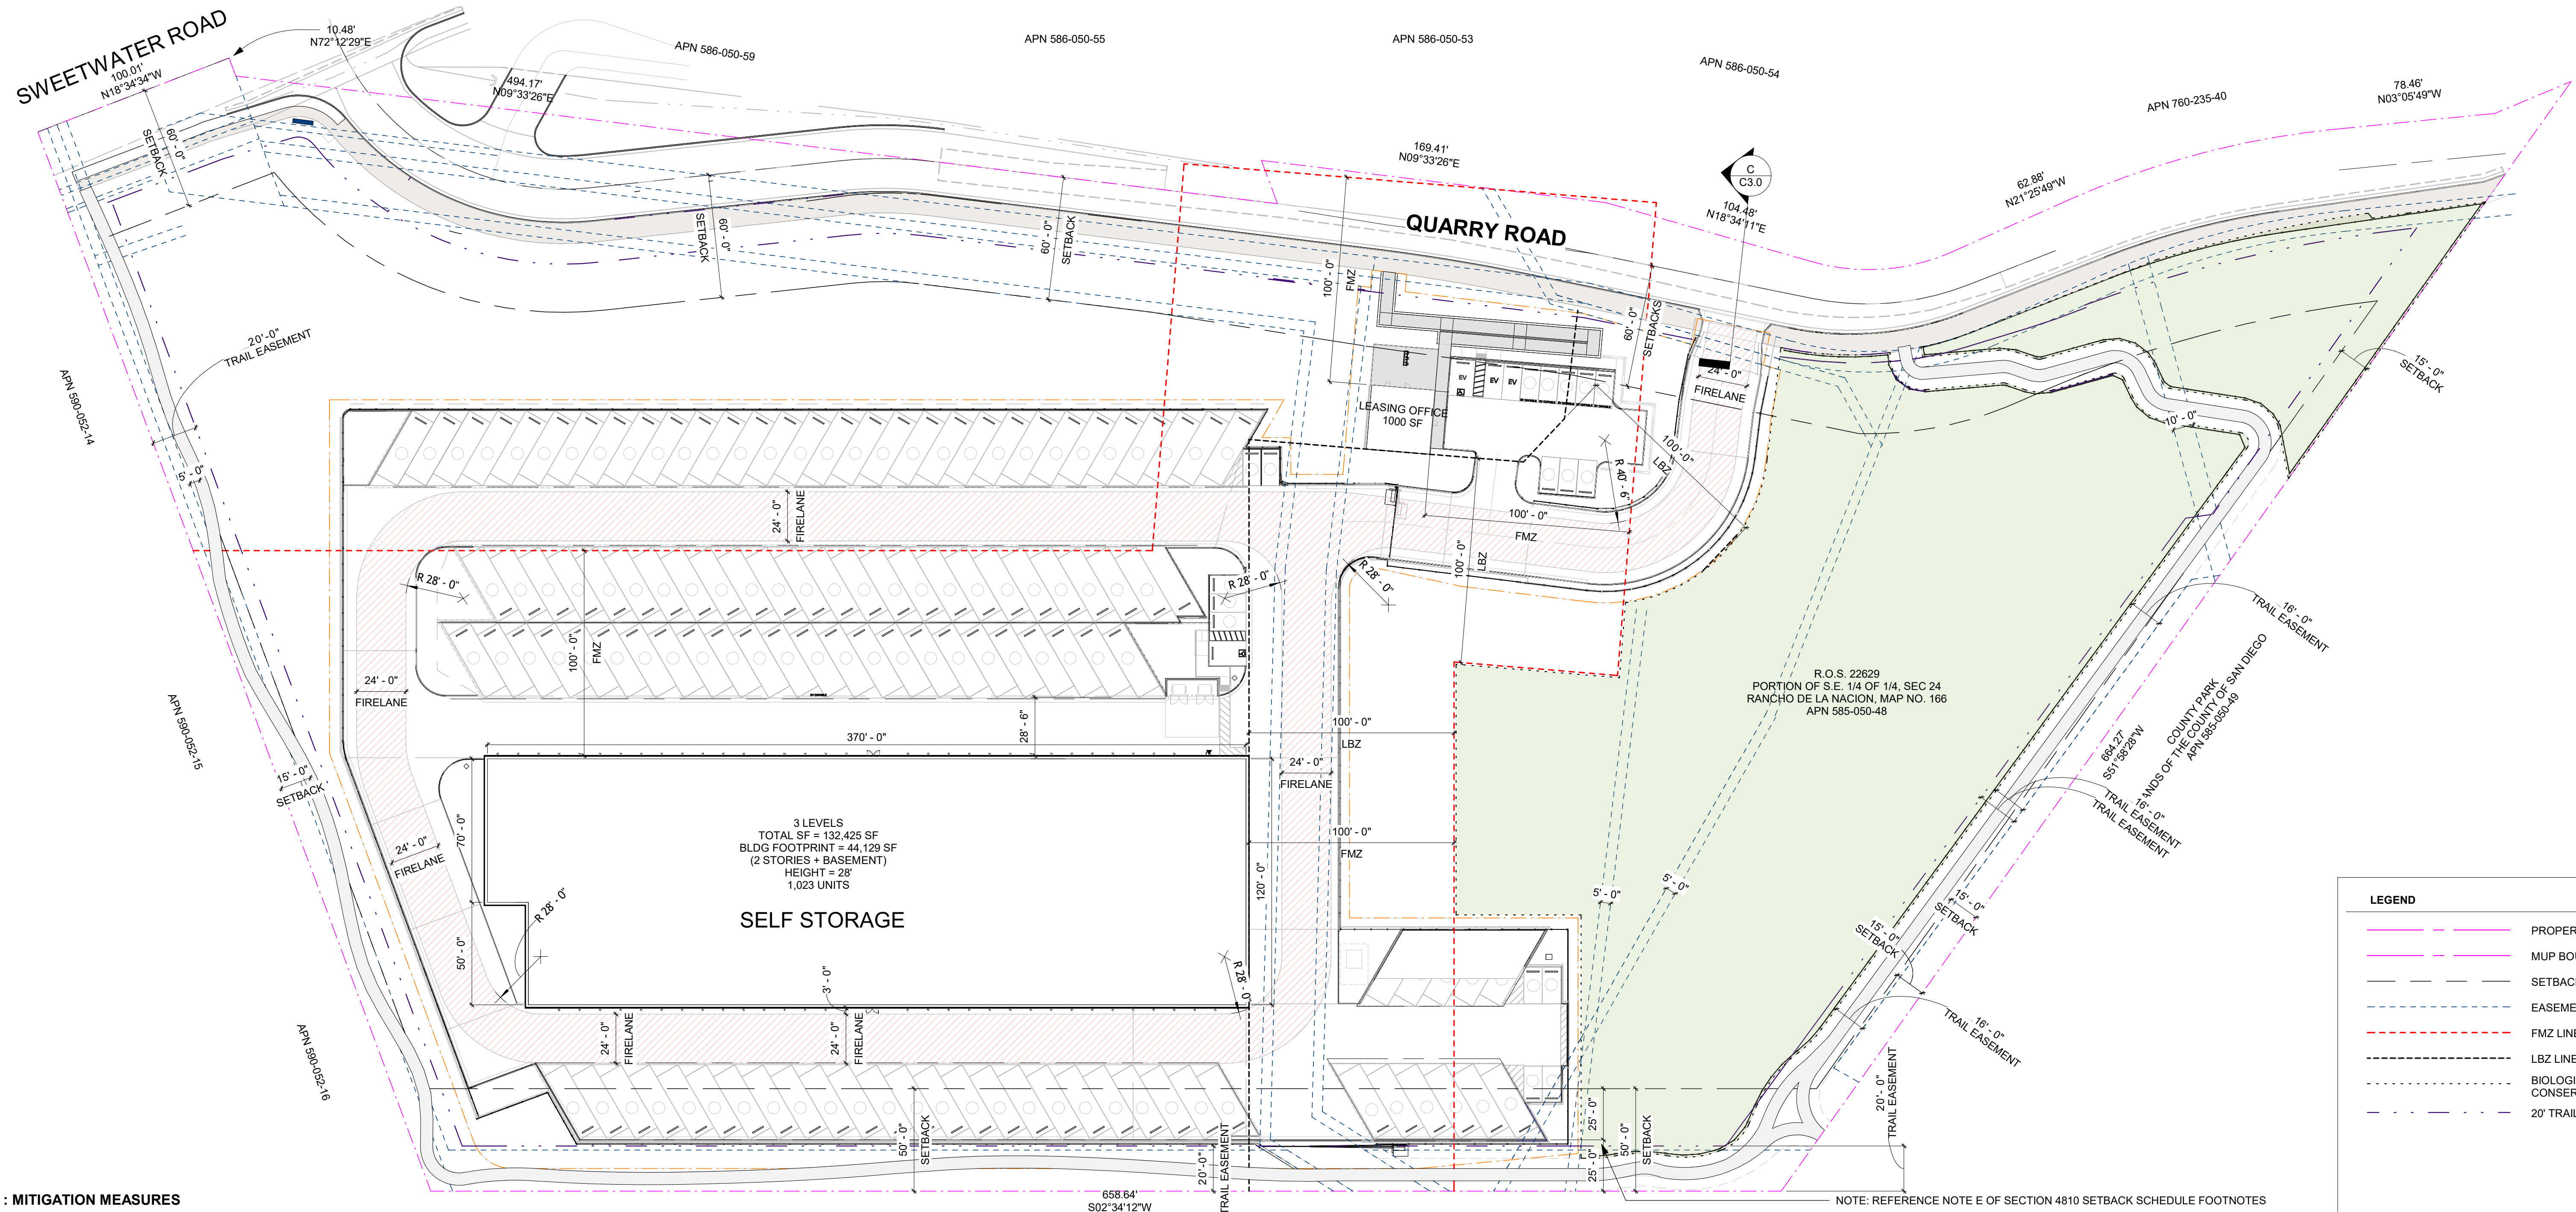 SWEETWATER ROAD
100.01'
N18°34'34"W
10.48'
N72°12'29"E
494.17'
N09°33'26"E
APN 586-050-59
APN 586-050-55
APN 586-050-53
APN 586-050-54
APN 760-235-40
78.46'
N03°05'49"W
169.41'
N09°33'26"E
C
C3.0
104.48'
N18°34'11"E
62.88'
N21°25'49"W
60' - 0"
SETBACK
60' - 0"
SETBACK
60' - 0"
SETBACK
QUARRY ROAD
100' - 0"
FMZ
60' - 0"
SETBACKS
24' - 0"
FIRELANE
15' - 0"
SETBACK
10' - 0"
20' - 0"
TRAIL EASEMENT
APN 590-052-14
5' - 0"
EV
EV
EV
LEASING OFFICE
1000 SF
100' - 0"
LBZ
R 40' - 6"
24' - 0"
FIRELANE
100' - 0"
FMZ
100' - 0"
LBZ
R 28' - 0"
R 28' - 0"
R 28' - 0"
100' - 0"
FMZ
16' - 0"
TRAIL EASEMENT
24' - 0"
FIRELANE
APN 590-052-15
28' - 6"
370' - 0"
100' - 0"
LBZ
24' - 0"
FIRELANE
R.O.S. 22629
PORTION OF S.E. 1/4 OF 1/4, SEC 24
RANCHO DE LA NACION, MAP NO. 166
APN 585-050-48
COUNTY PARK
ANDS OF THE COUNTY OF SAN DIEGO
APN 585-050-49
664.27'
S51°58'28"W
16' - 0"
TRAIL EASEMENT
TRAIL EASEMENT
15' - 0"
SETBACK
70' - 0"
24' - 0"
FIRELANE
3 LEVELS
TOTAL SF = 132,425 SF
BLDG FOOTPRINT = 44,129 SF
(2 STORIES + BASEMENT)
HEIGHT = 28'
1,023 UNITS
SELF STORAGE
100' - 0"
FMZ
120' - 0"
5' - 0"
5' - 0"
15' - 0"
SETBACK
15' - 0"
SETBACK
R 28' - 0"
50' - 0"
3' - 0"
R 28' - 0"
24' - 0"
FIRELANE
24' - 0"
FIRELANE
16' - 0"
TRAIL EASEMENT
APN 590-052-16
50' - 0"
SETBACK
20' - 0"
TRAIL EASEMENT
25' - 0"
25' - 0"
50' - 0"
SETBACK
20' - 0"
TRAIL EASEMENT
658.64'
S02°34'12"W
NOTE: REFERENCE NOTE E OF SECTION 4810 SETBACK SCHEDULE FOOTNOTES
: MITIGATION MEASURES
LEGEND
PROPER
MUP BOU
SETBAC
EASEME
FMZ LINE
LBZ LINE
BIOLOGI
CONSER
20' TRAIL